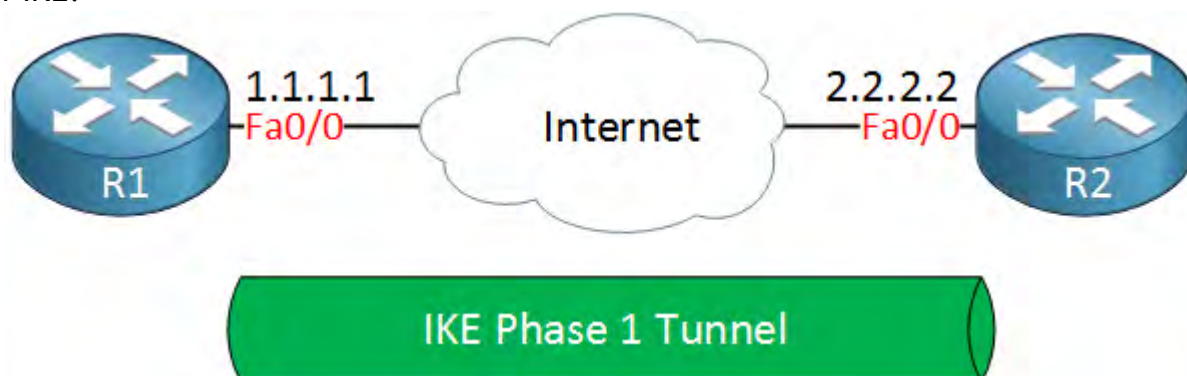 1.1.1.1
2.2.2.2
Fa0/0
Internet
Fa0/0
R1
R2
IKE Phase 1 Tunnel